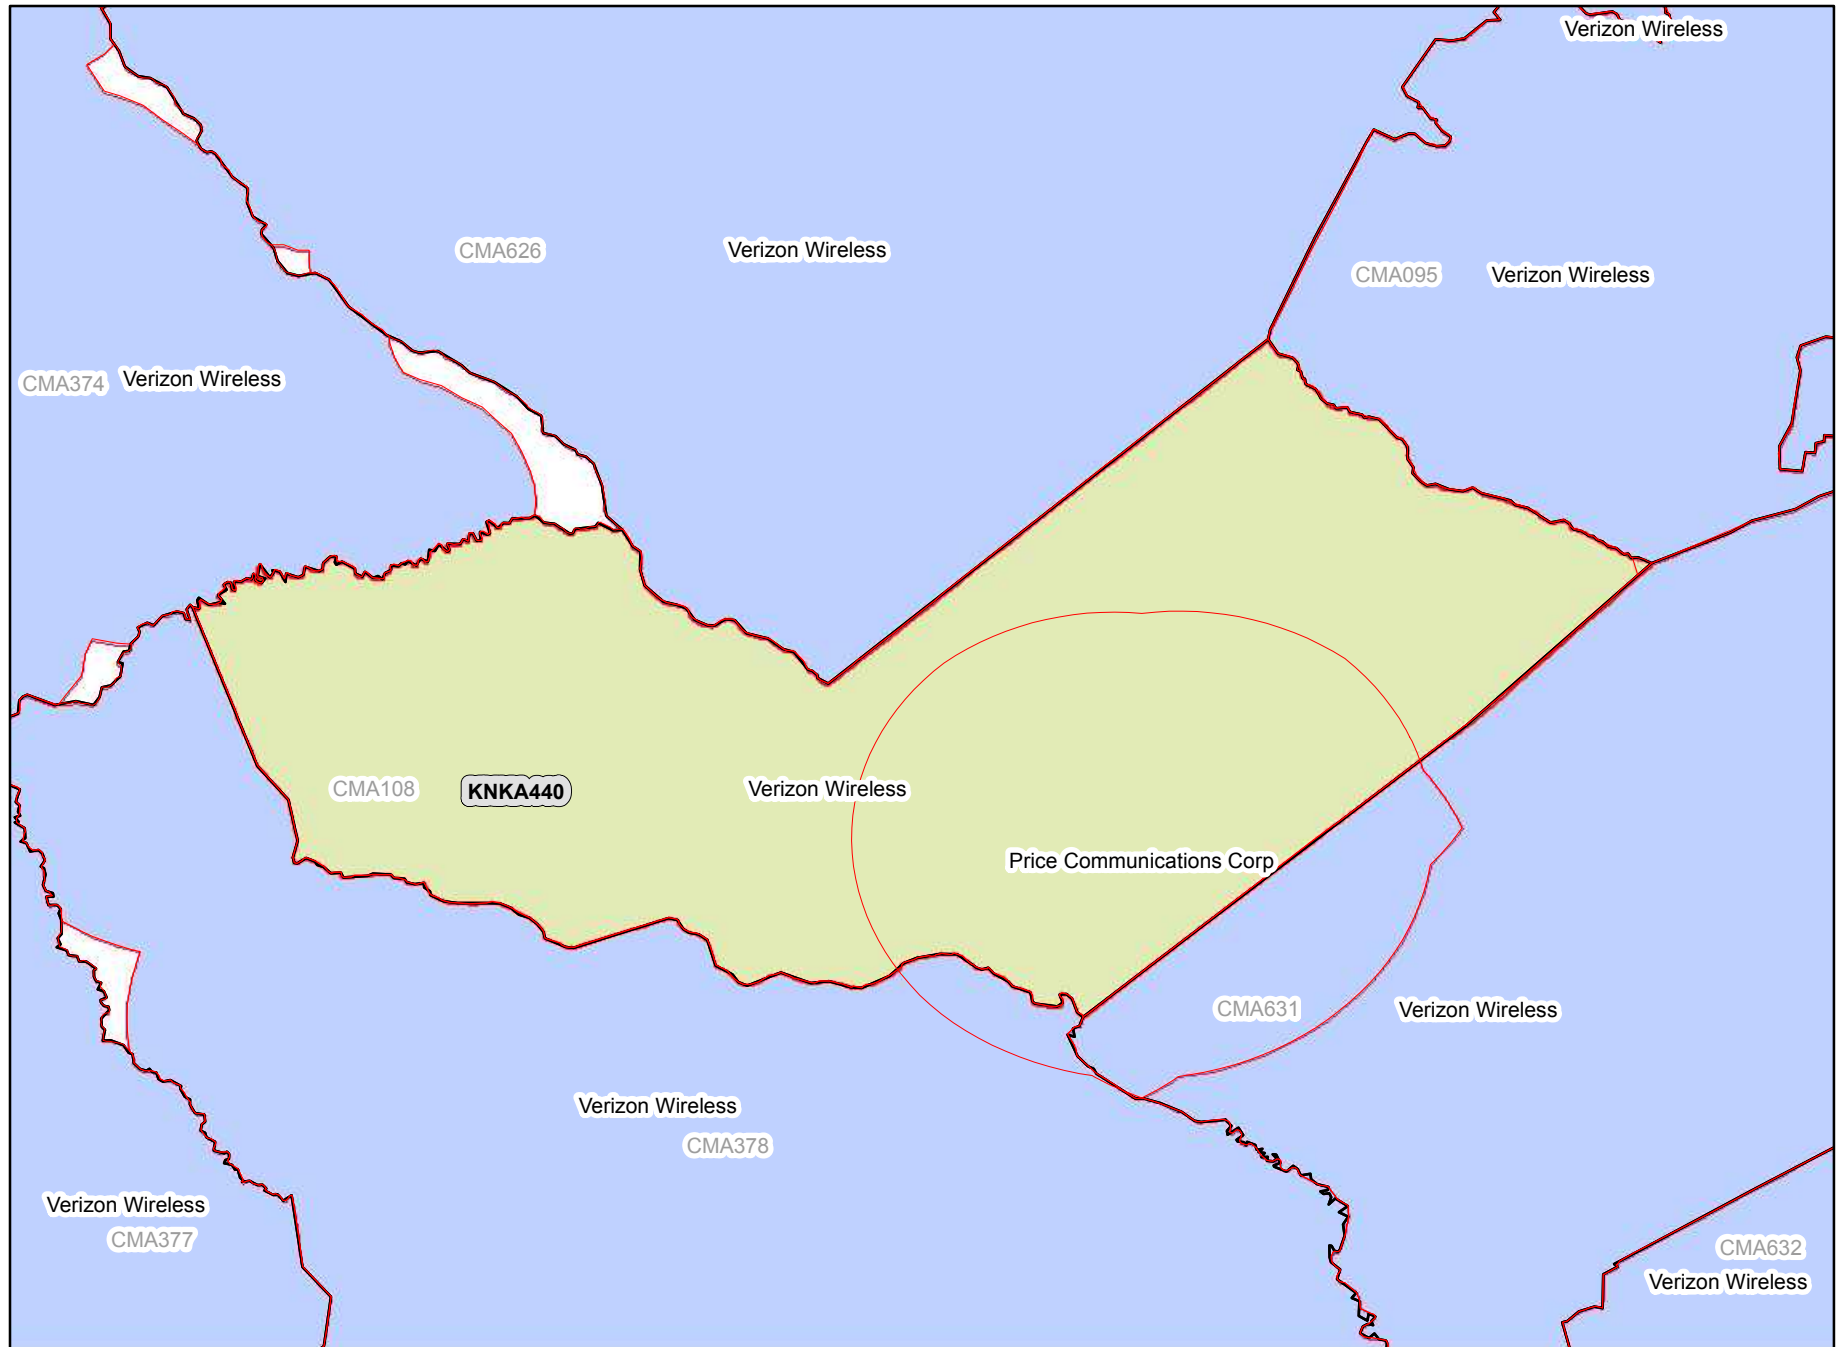 Verizon Wireless
CMA626
Verizon Wireless
CMA095
Verizon Wireless
CMA374
Verizon Wireless
CMA108
KNKA440
Verizon Wireless
Price Communications Corp
CMA631
Verizon Wireless
Verizon Wireless
CMA378
Verizon Wireless
CMA377
CMA632
Verizon Wireless